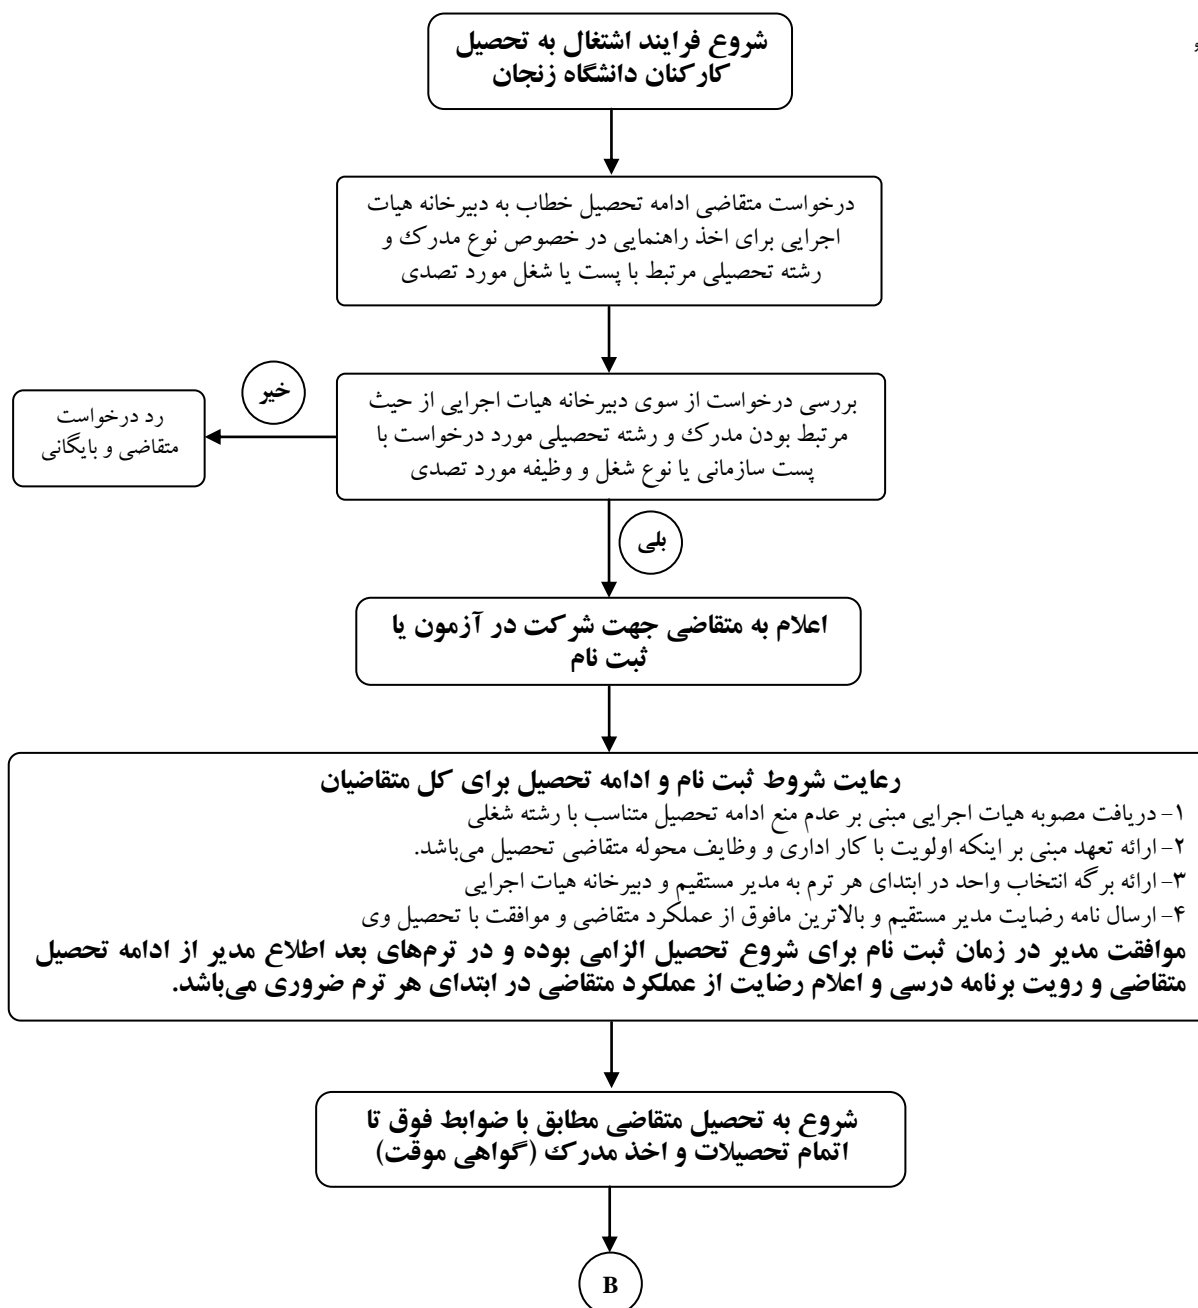 و
شروع فرایند اشتغال به تحصیل
کارکنان دانشگاه زنجان
درخواست متقاضی ادامه تحصیل خطاب به دبیرخانه هیات
اجرایی برای اخذ راهنمایی در خصوص نوع مدرک و
رشته تحصیلی مرتبط با پست یا شغل مورد تصدی
بررسی درخواست از سوی دبیرخانه هیات اجرایی از حیث
مرتبط بودن مدرک و رشته تحصیلی مورد درخواست با
پست سازمانی یا نوع شغل و وظیفه مورد تصدی
خیر
رد درخواست
متقاضی و بایگانی
بلی
اعلام به متقاضی جهت شرکت در آزمون یا
ثبت نام
رعایت شروط ثبت نام و ادامه تحصیل برای کل متقاضیان
۱- دریافت مصوبه هیات اجرایی مبنی بر عدم منع ادامه تحصیل متناسب با رشته شغلی
۲- ارائه تعهد مبنی بر اینکه اولویت با کار اداری و وظایف محوله متقاضی تحصیل می‌باشد.
۳- ارائه برگه انتخاب واحد در ابتدای هر ترم به مدیر مستقیم و دبیرخانه هیات اجرایی
۴- ارسال نامه رضایت مدیر مستقیم و بالاترین مافوق از عملکرد متقاضی و موافقت با تحصیل وی
موافقت مدیر در زمان ثبت نام برای شروع تحصیل الزامی بوده و در ترم‌های بعد اطلاع مدیر از ادامه تحصیل
متقاضی و رویت برنامه درسی و اعلام رضایت از عملکرد متقاضی در ابتدای هر ترم ضروری می‌باشد.
شروع به تحصیل متقاضی مطابق با ضوابط فوق تا
اتمام تحصیلات و اخذ مدرک (گواهی موقت)
B